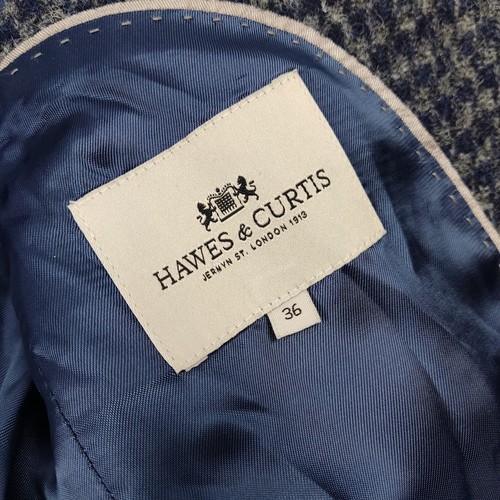 HAWES & CURTIS
JERMYN ST. LONDON 1913
36